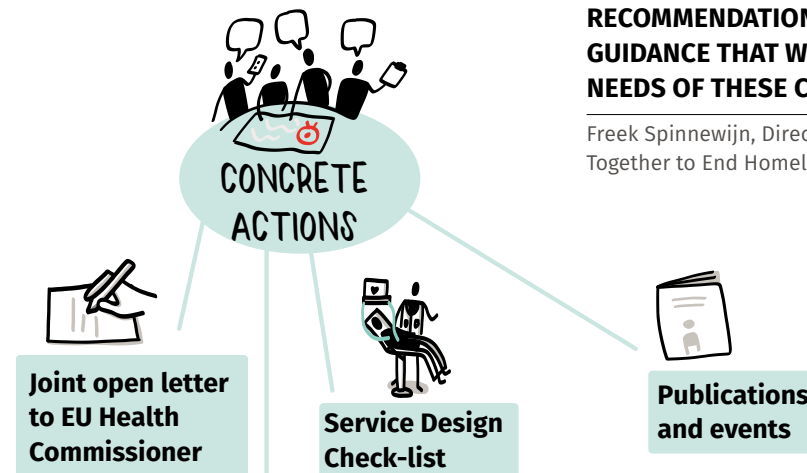 RECOMMENDATION
GUIDANCE THAT W
NEEDS OF THESE C
Freek Spinnewijn, Direc
Together to End Homel
CONCRETE
ACTIONS
Joint open letter
to EU Health
Commissioner
Service Design
Check-list
Publications
and events